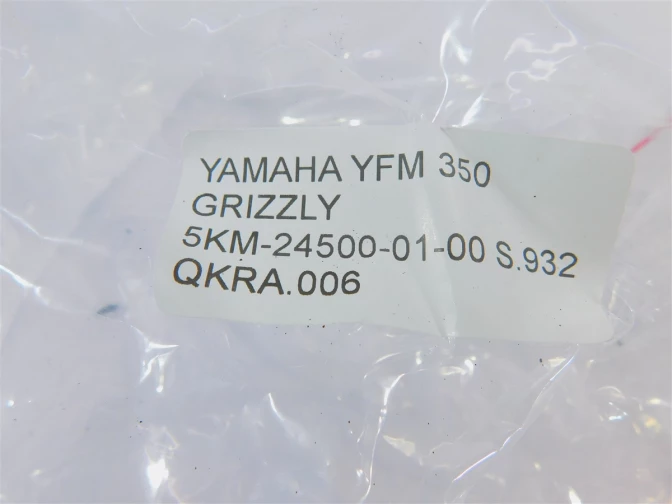 YAMAHA YFM 350
GRIZZLY
5KM-24500-01-00 S.932
QKRA.006